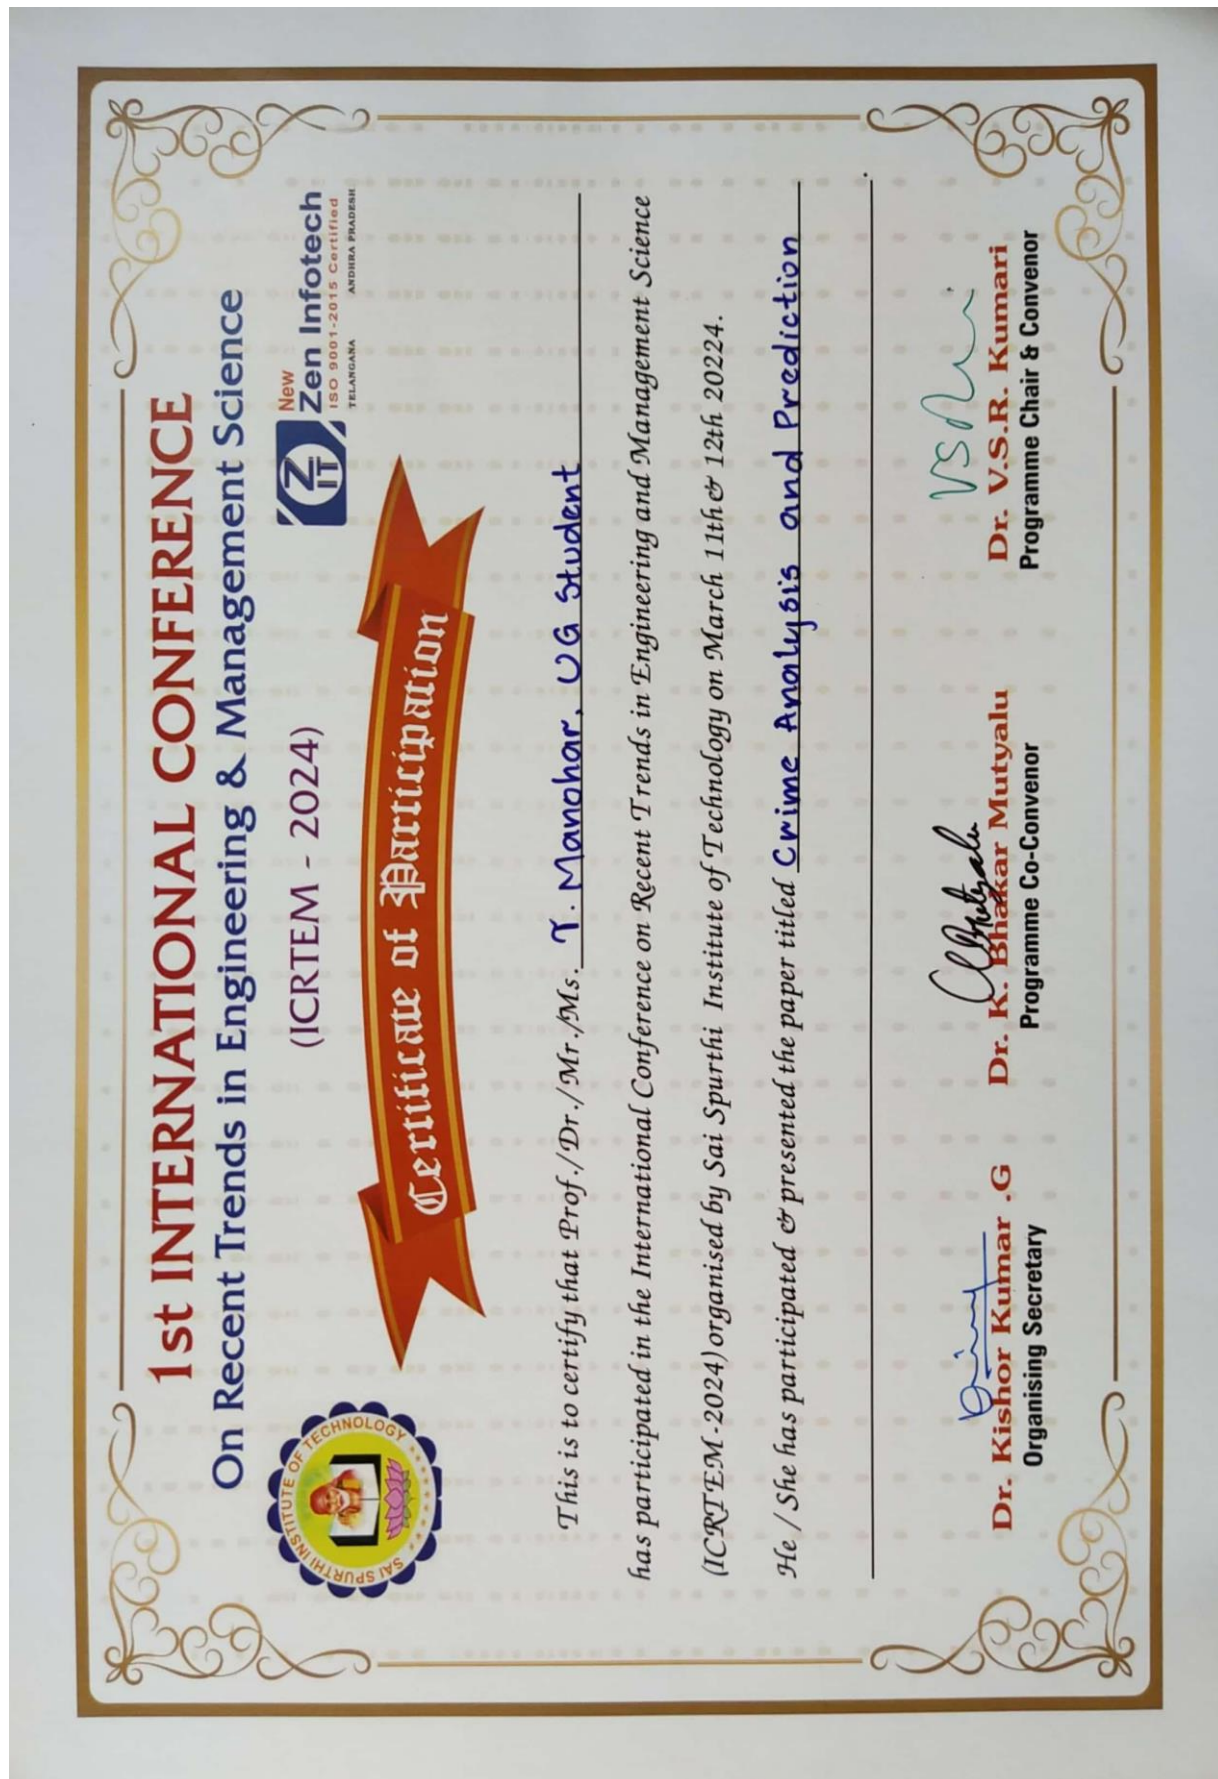 1st INTERNATIONAL CONFERENCE
On Recent Trends in Engineering & Management Science
(ICRTEM - 2024)
SAI SPURTHI INSTITUTE OF TECHNOLOGY
ZIT
New
Zen Infotech
ISO 9001-2015 Certified
TELANGANA ANDHRA PRADESH
Certificate of Participation
This is to certify that Prof./Dr./Mr./Ms. T. Manohar, UG Student
has participated in the International Conference on Recent Trends in Engineering and Management Science
(ICRTEM-2024) organised by Sai Spurthi Institute of Technology on March 11th & 12th 20224.
He / She has participated & presented the paper titled Crime Analysis and Prediction
.
VSR
Dr. Kishor Kumar .G Dr. K. Bhakar Mutyalu Dr. V.S.R. Kumari
Organising Secretary Programme Co-Convenor Programme Chair & Convenor